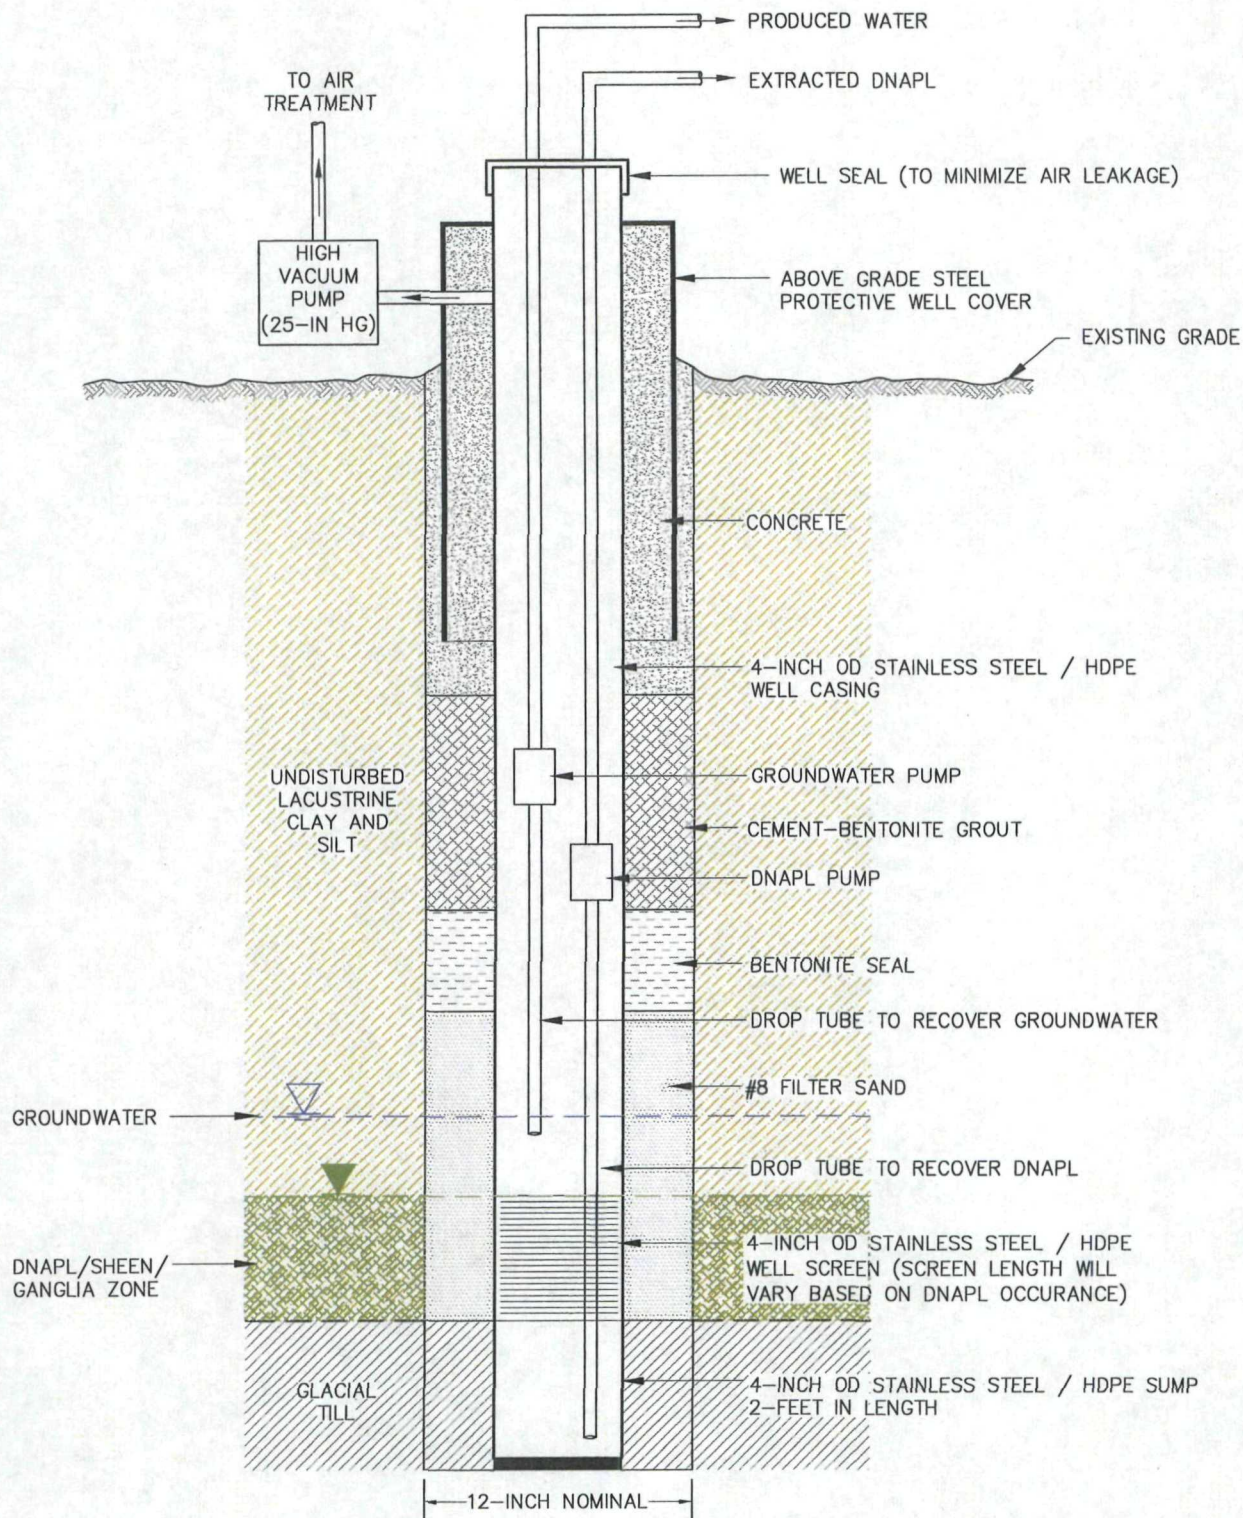 PRODUCED WATER
EXTRACTED DNAPL
TO AIR
TREATMENT
WELL SEAL (TO MINIMIZE AIR LEAKAGE)
HIGH
VACUUM
PUMP
(25-IN HG)
ABOVE GRADE STEEL
PROTECTIVE WELL COVER
EXISTING GRADE
CONCRETE
4-INCH OD STAINLESS STEEL / HDPE
WELL CASING
UNDISTURBED
LACUSTRINE
CLAY AND
SILT
GROUNDWATER PUMP
CEMENT-BENTONITE GROUT
DNAPL PUMP
BENTONITE SEAL
DROP TUBE TO RECOVER GROUNDWATER
#8 FILTER SAND
GROUNDWATER
DROP TUBE TO RECOVER DNAPL
DNAPL/SHEEN/
GANGLIA ZONE
4-INCH OD STAINLESS STEEL / HDPE
WELL SCREEN (SCREEN LENGTH WILL
VARY BASED ON DNAPL OCCURANCE)
GLACIAL
TILL
4-INCH OD STAINLESS STEEL / HDPE SUMP
2-FEET IN LENGTH
12-INCH NOMINAL